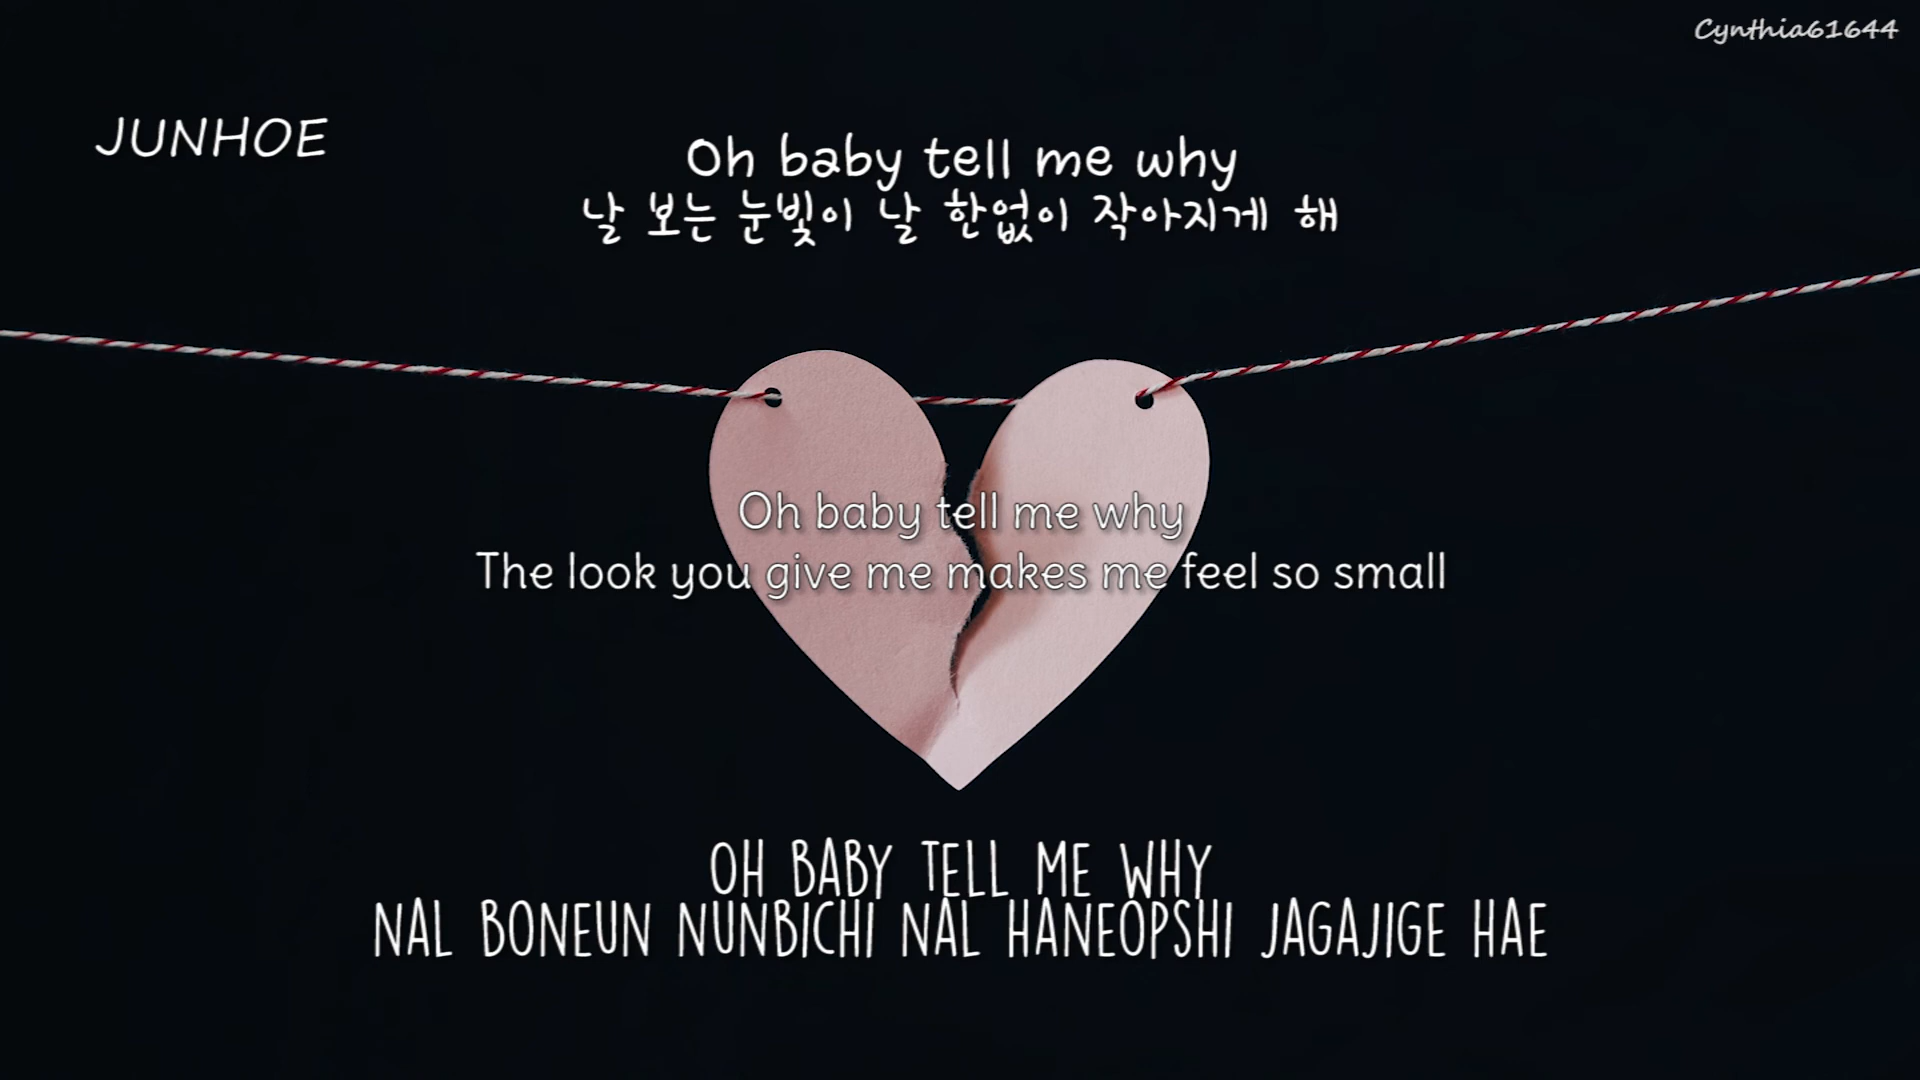 Cynthia61644
JUNHOE
Oh baby tell me why
날 보는 눈빛이 날 한없이 작아지게 해
Oh baby tell me why
The look you give me makes me feel so small
OH BABY TELL ME WHY
NAL BONEUN NUNBICHI NAL HANEOPSHI JAGAJIGE HAE